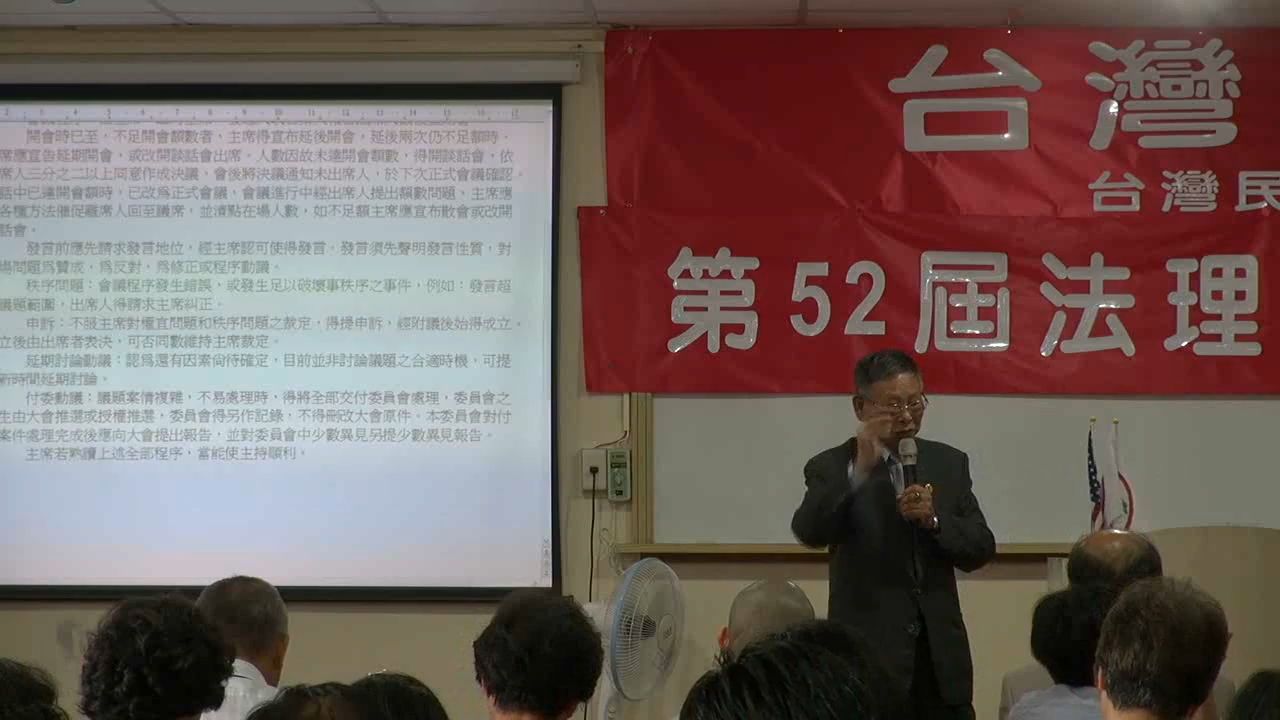 開會時已至，不足開會額數者，主席得宣布延後開會，延後兩次仍不足額時，
席應宣告延期開會，或改開談話會出席。人數因故未達開會額數，得開談話會，依
席人三分之二以上同意作成決議，會後將決議通知未出席人，於下次正式會議確認。
話中已達開會額時，已改爲正式會議，會議進行中經出席人提出額數問題，主席應
各種方法催促離席人回至議席，並清點在場人數，如不足額主席應宣布散會或改開
話會。
發言前應先請求發言地位，經主席認可使得發言。發言須先聲明發言性質，對
場問題爲贊成，爲反對，爲修正或程序動議。
秩序問題：會議程序發生錯誤，或發生足以破壞事秩序之事件，例如：發言超
議題範圍，出席人得請求主席糾正。
申訴：不服主席對權宜問題和秩序問題之裁定，得提申訴，經附議後始得成立。
立後由出席者表決，可否同數維持主席裁定。
延期討論動議：認爲還有因素尚待確定，目前並非討論議題之合適時機，可提
新時間延期討論。
付委動議：議題案情複雜，不易處理時，得將全部交付委員會處理，委員會之
生由大會推選或授權推選，委員會得另作記錄，不得刪改大會原件。本委員會對付
案件處理完成後應向大會提出報告，並對委員會中少數異見另提少數異見報告。
主席若熟讀上述全部程序，當能使主持順利。
台灣
台灣民
第52屆法理